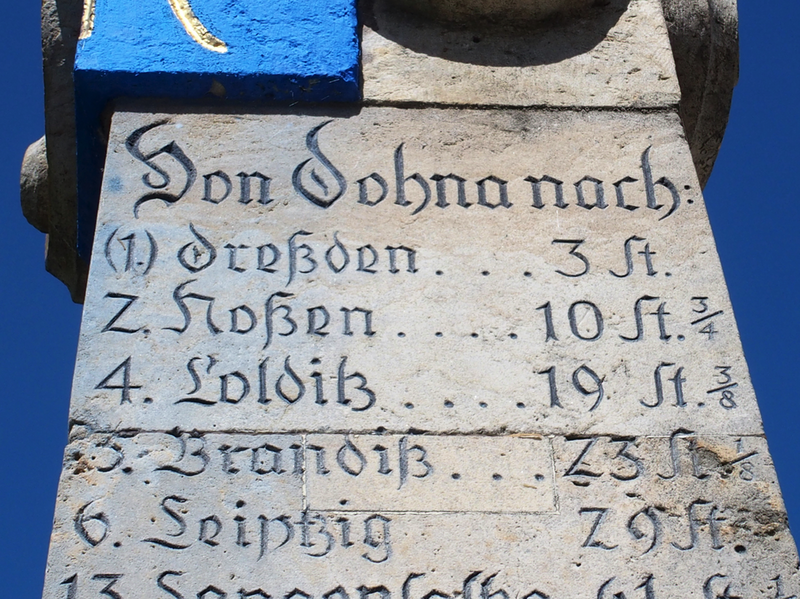 Von Dohna nach:
(1.) Dreßden. . . . 3 St.
2. Noßen . . . . 10 St. 3/4
4. Colditz . . . . 19 St. 3/8
5. Brandiß . . . 23 St. 1/8
6. Leipzig 29 St.
13.